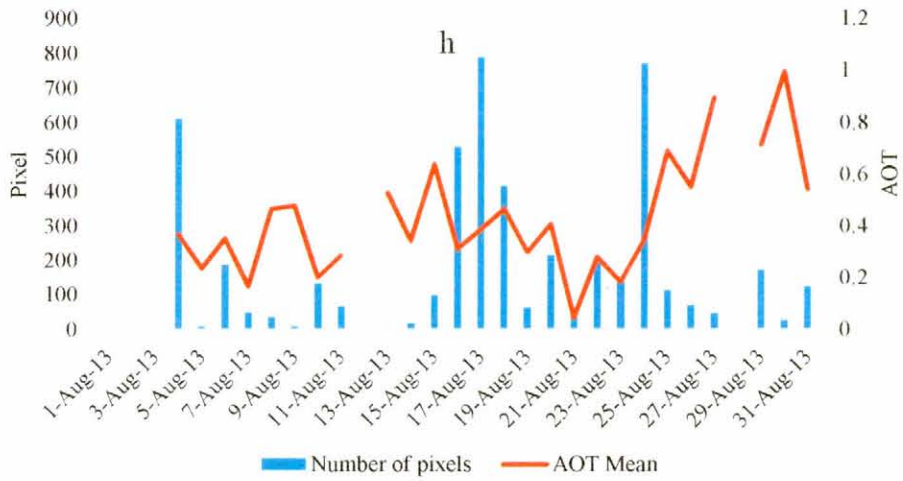 h
Pixel
900
800
700
600
500
400
300
200
100
0
AOT
1.2
1
0.8
0.6
0.4
0.2
0
1-Aug-13
3-Aug-13
5-Aug-13
7-Aug-13
9-Aug-13
11-Aug-13
13-Aug-13
15-Aug-13
17-Aug-13
19-Aug-13
21-Aug-13
23-Aug-13
25-Aug-13
27-Aug-13
29-Aug-13
31-Aug-13
Number of pixels AOT Mean